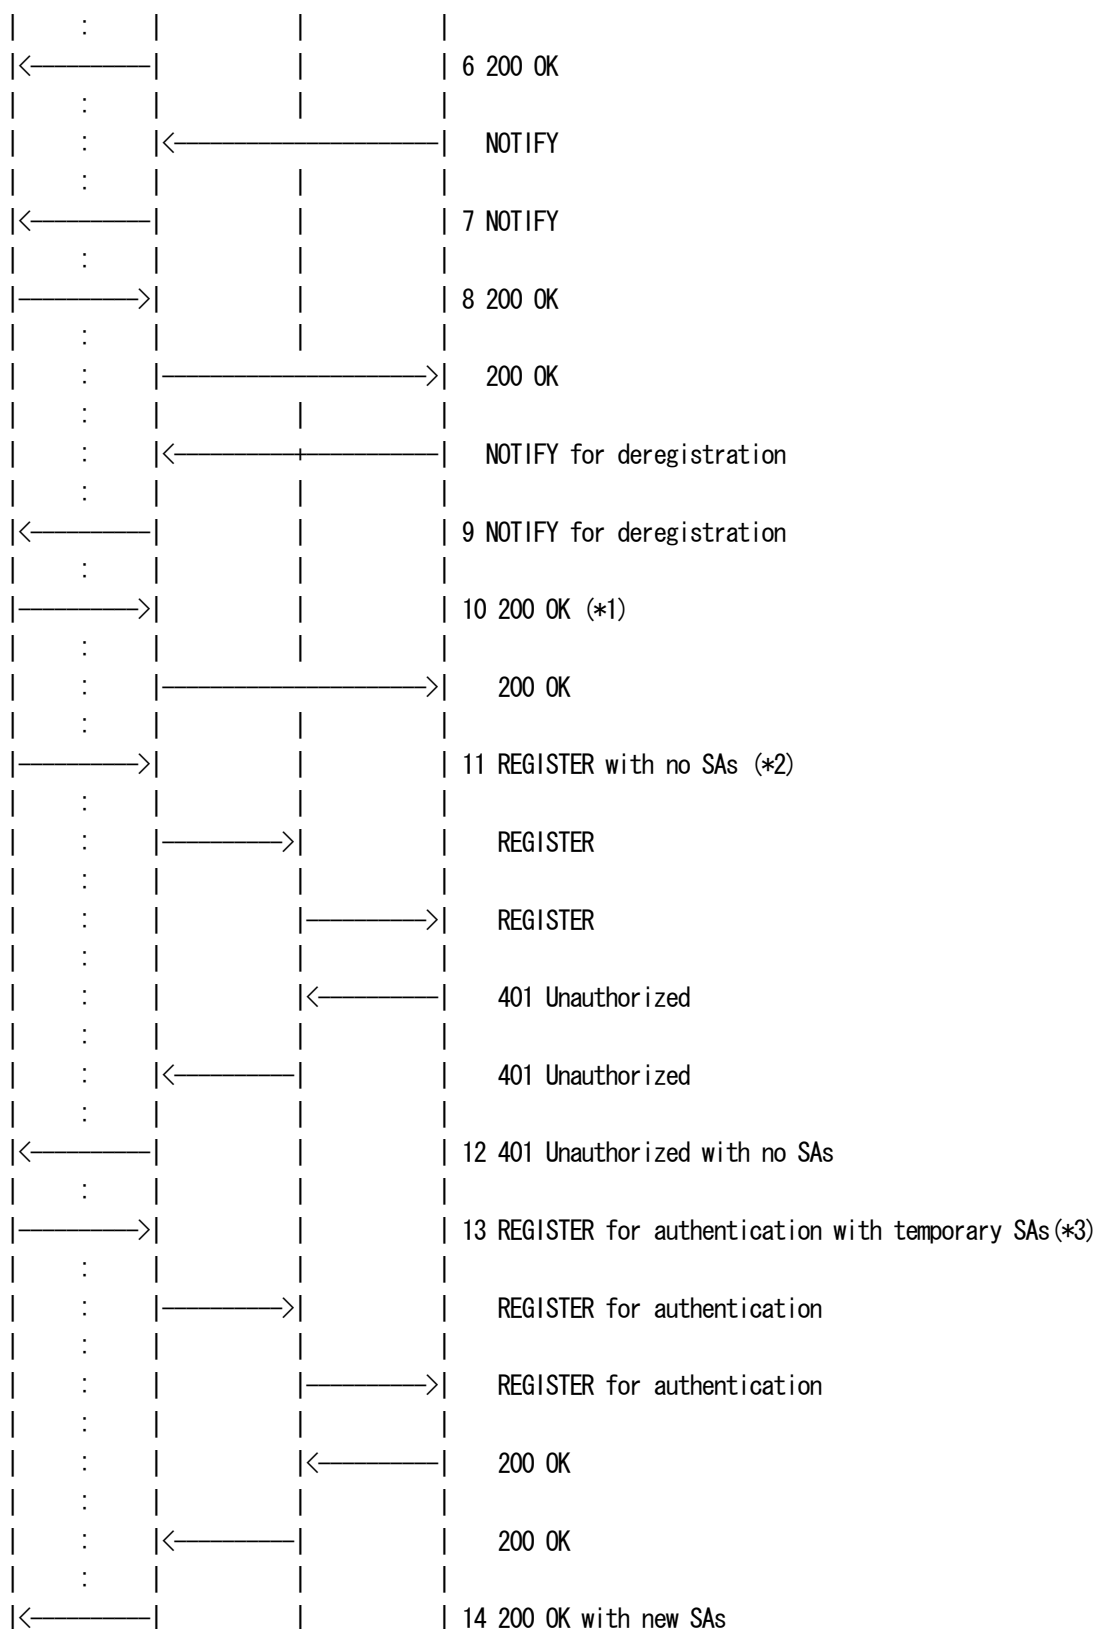 6 200 OK
NOTIFY
7 NOTIFY
8 200 OK
200 OK
NOTIFY for deregistration
9 NOTIFY for deregistration
10 200 OK (*1)
200 OK
11 REGISTER with no SAs (*2)
REGISTER
REGISTER
401 Unauthorized
401 Unauthorized
12 401 Unauthorized with no SAs
13 REGISTER for authentication with temporary SAs(*3)
REGISTER for authentication
REGISTER for authentication
200 OK
200 OK
14 200 OK with new SAs